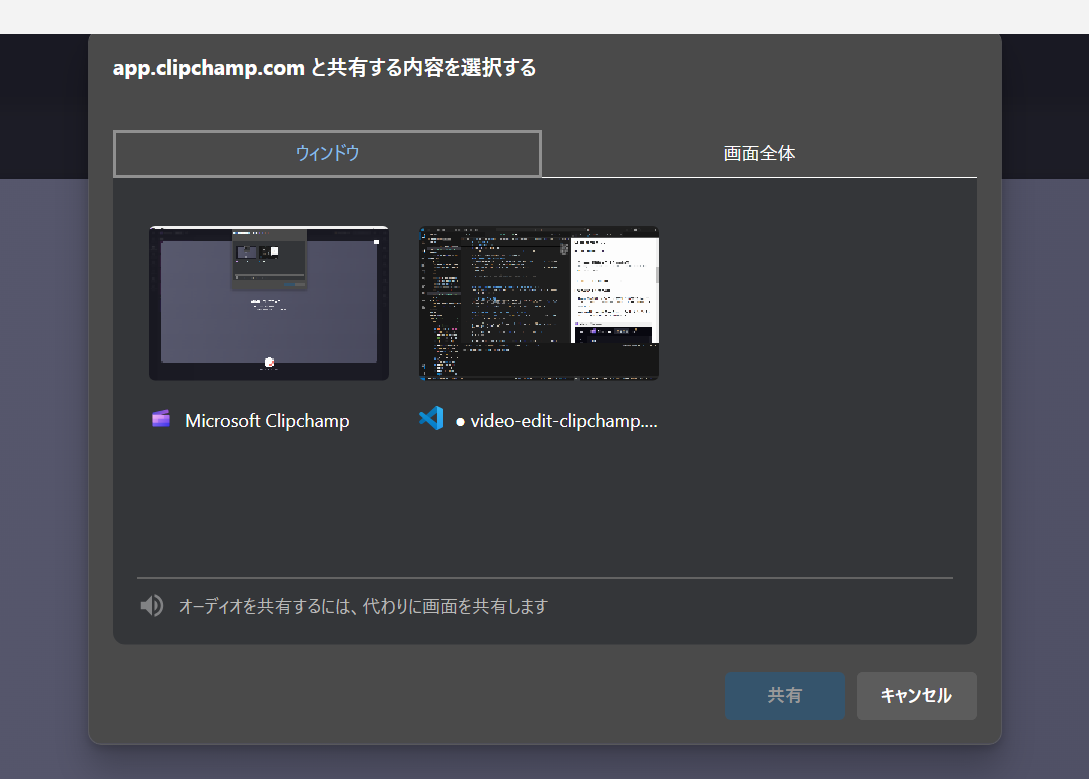 app.clipchamp.com と共有する内容を選択する
ウィンドウ
画面全体
Microsoft Clipchamp
● video-edit-clipchamp....
オーディオを共有するには、代わりに画面を共有します
共有
キャンセル